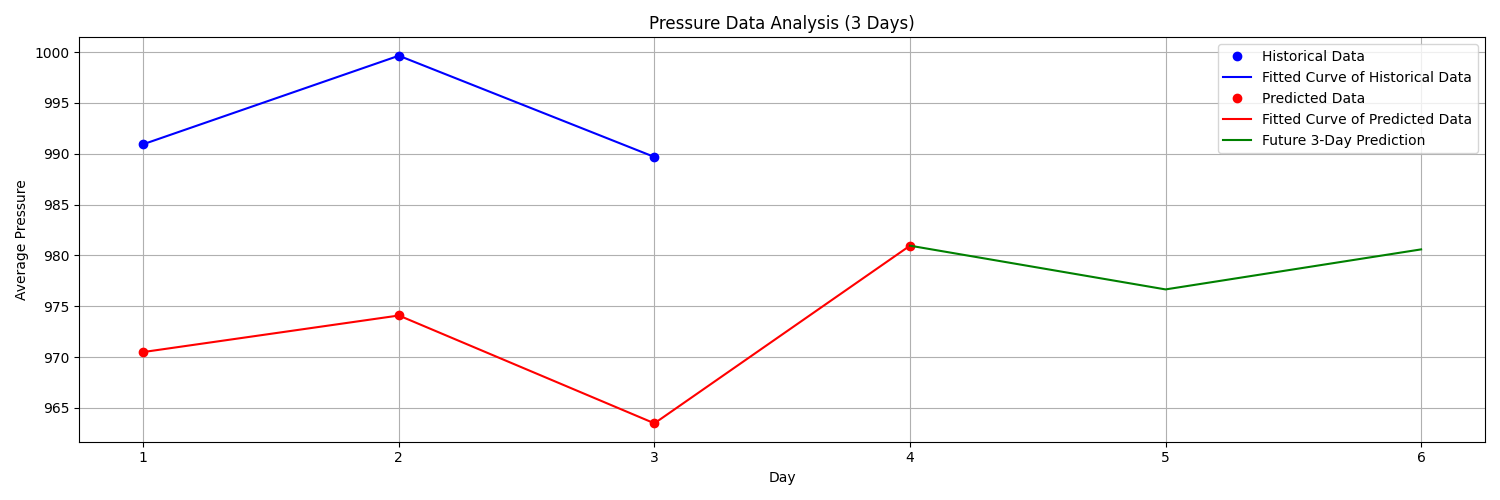 Pressure Data Analysis (3 Days)
1000
995
990
985
980
975
970
965
Average Pressure
Historical Data
Fitted Curve of Historical Data
Predicted Data
Fitted Curve of Predicted Data
Future 3-Day Prediction
1 2 3 4 5 6
Day